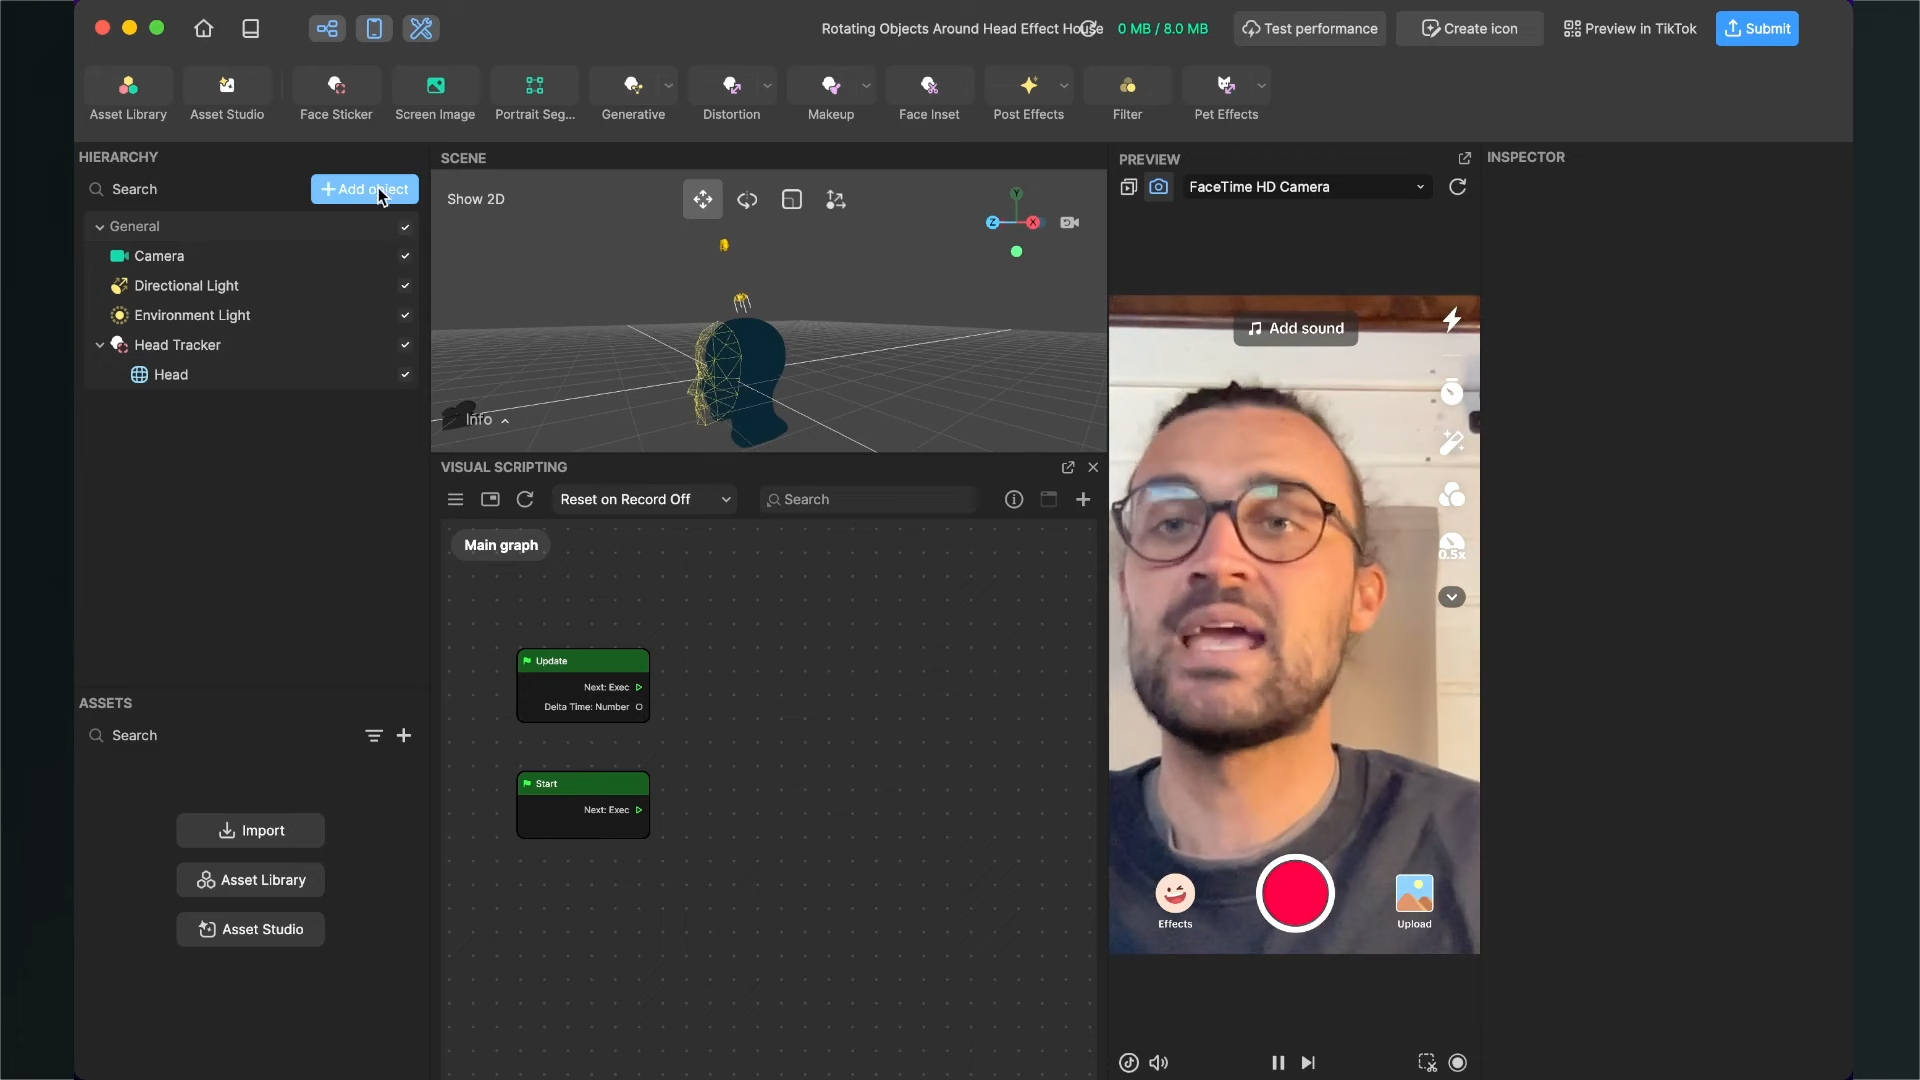 Rotating Objects Around Head Effect House
0 MB / 8.0 MB
Test performance
Create icon
Preview in TikTok
Submit
Asset Library
Asset Studio
Face Sticker
Screen Image
Portrait Seg...
Generative
Distortion
Makeup
Face Inset
Post Effects
Filter
Pet Effects
HIERARCHY
Search
+ Add object
General
Camera
Directional Light
Environment Light
Head Tracker
Head
SCENE
Show 2D
Y
Z
X
Info
VISUAL SCRIPTING
Reset on Record Off
Search
Main graph
Update
Next: Exec
Delta Time: Number
Start
Next: Exec
PREVIEW
FaceTime HD Camera
Add sound
0.5x
Effects
Upload
INSPECTOR
ASSETS
Search
Import
Asset Library
Asset Studio